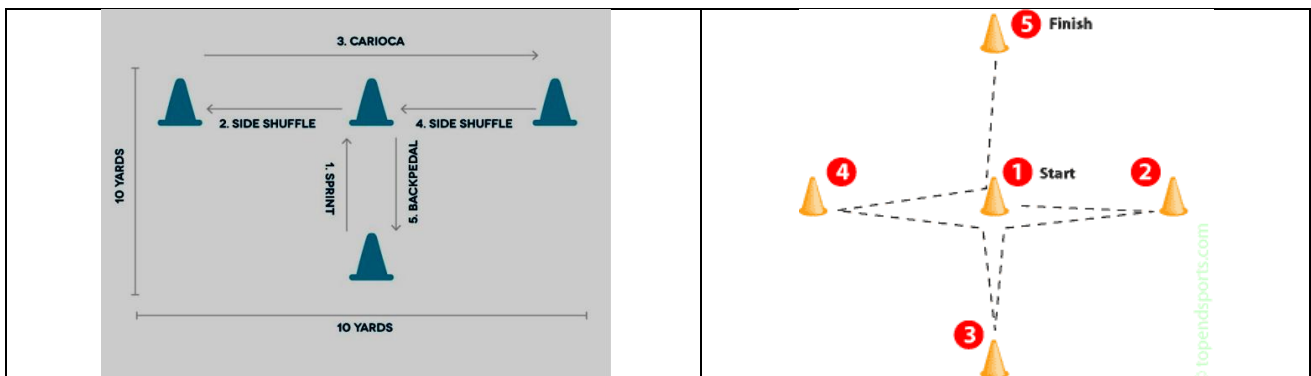 3. CARIOCA
2. SIDE SHUFFLE
4. SIDE SHUFFLE
10 YARDS
1. SPRINT
5. BACKPEDAL
10 YARDS
5 Finish
4
1 Start
2
3
topendsports.com